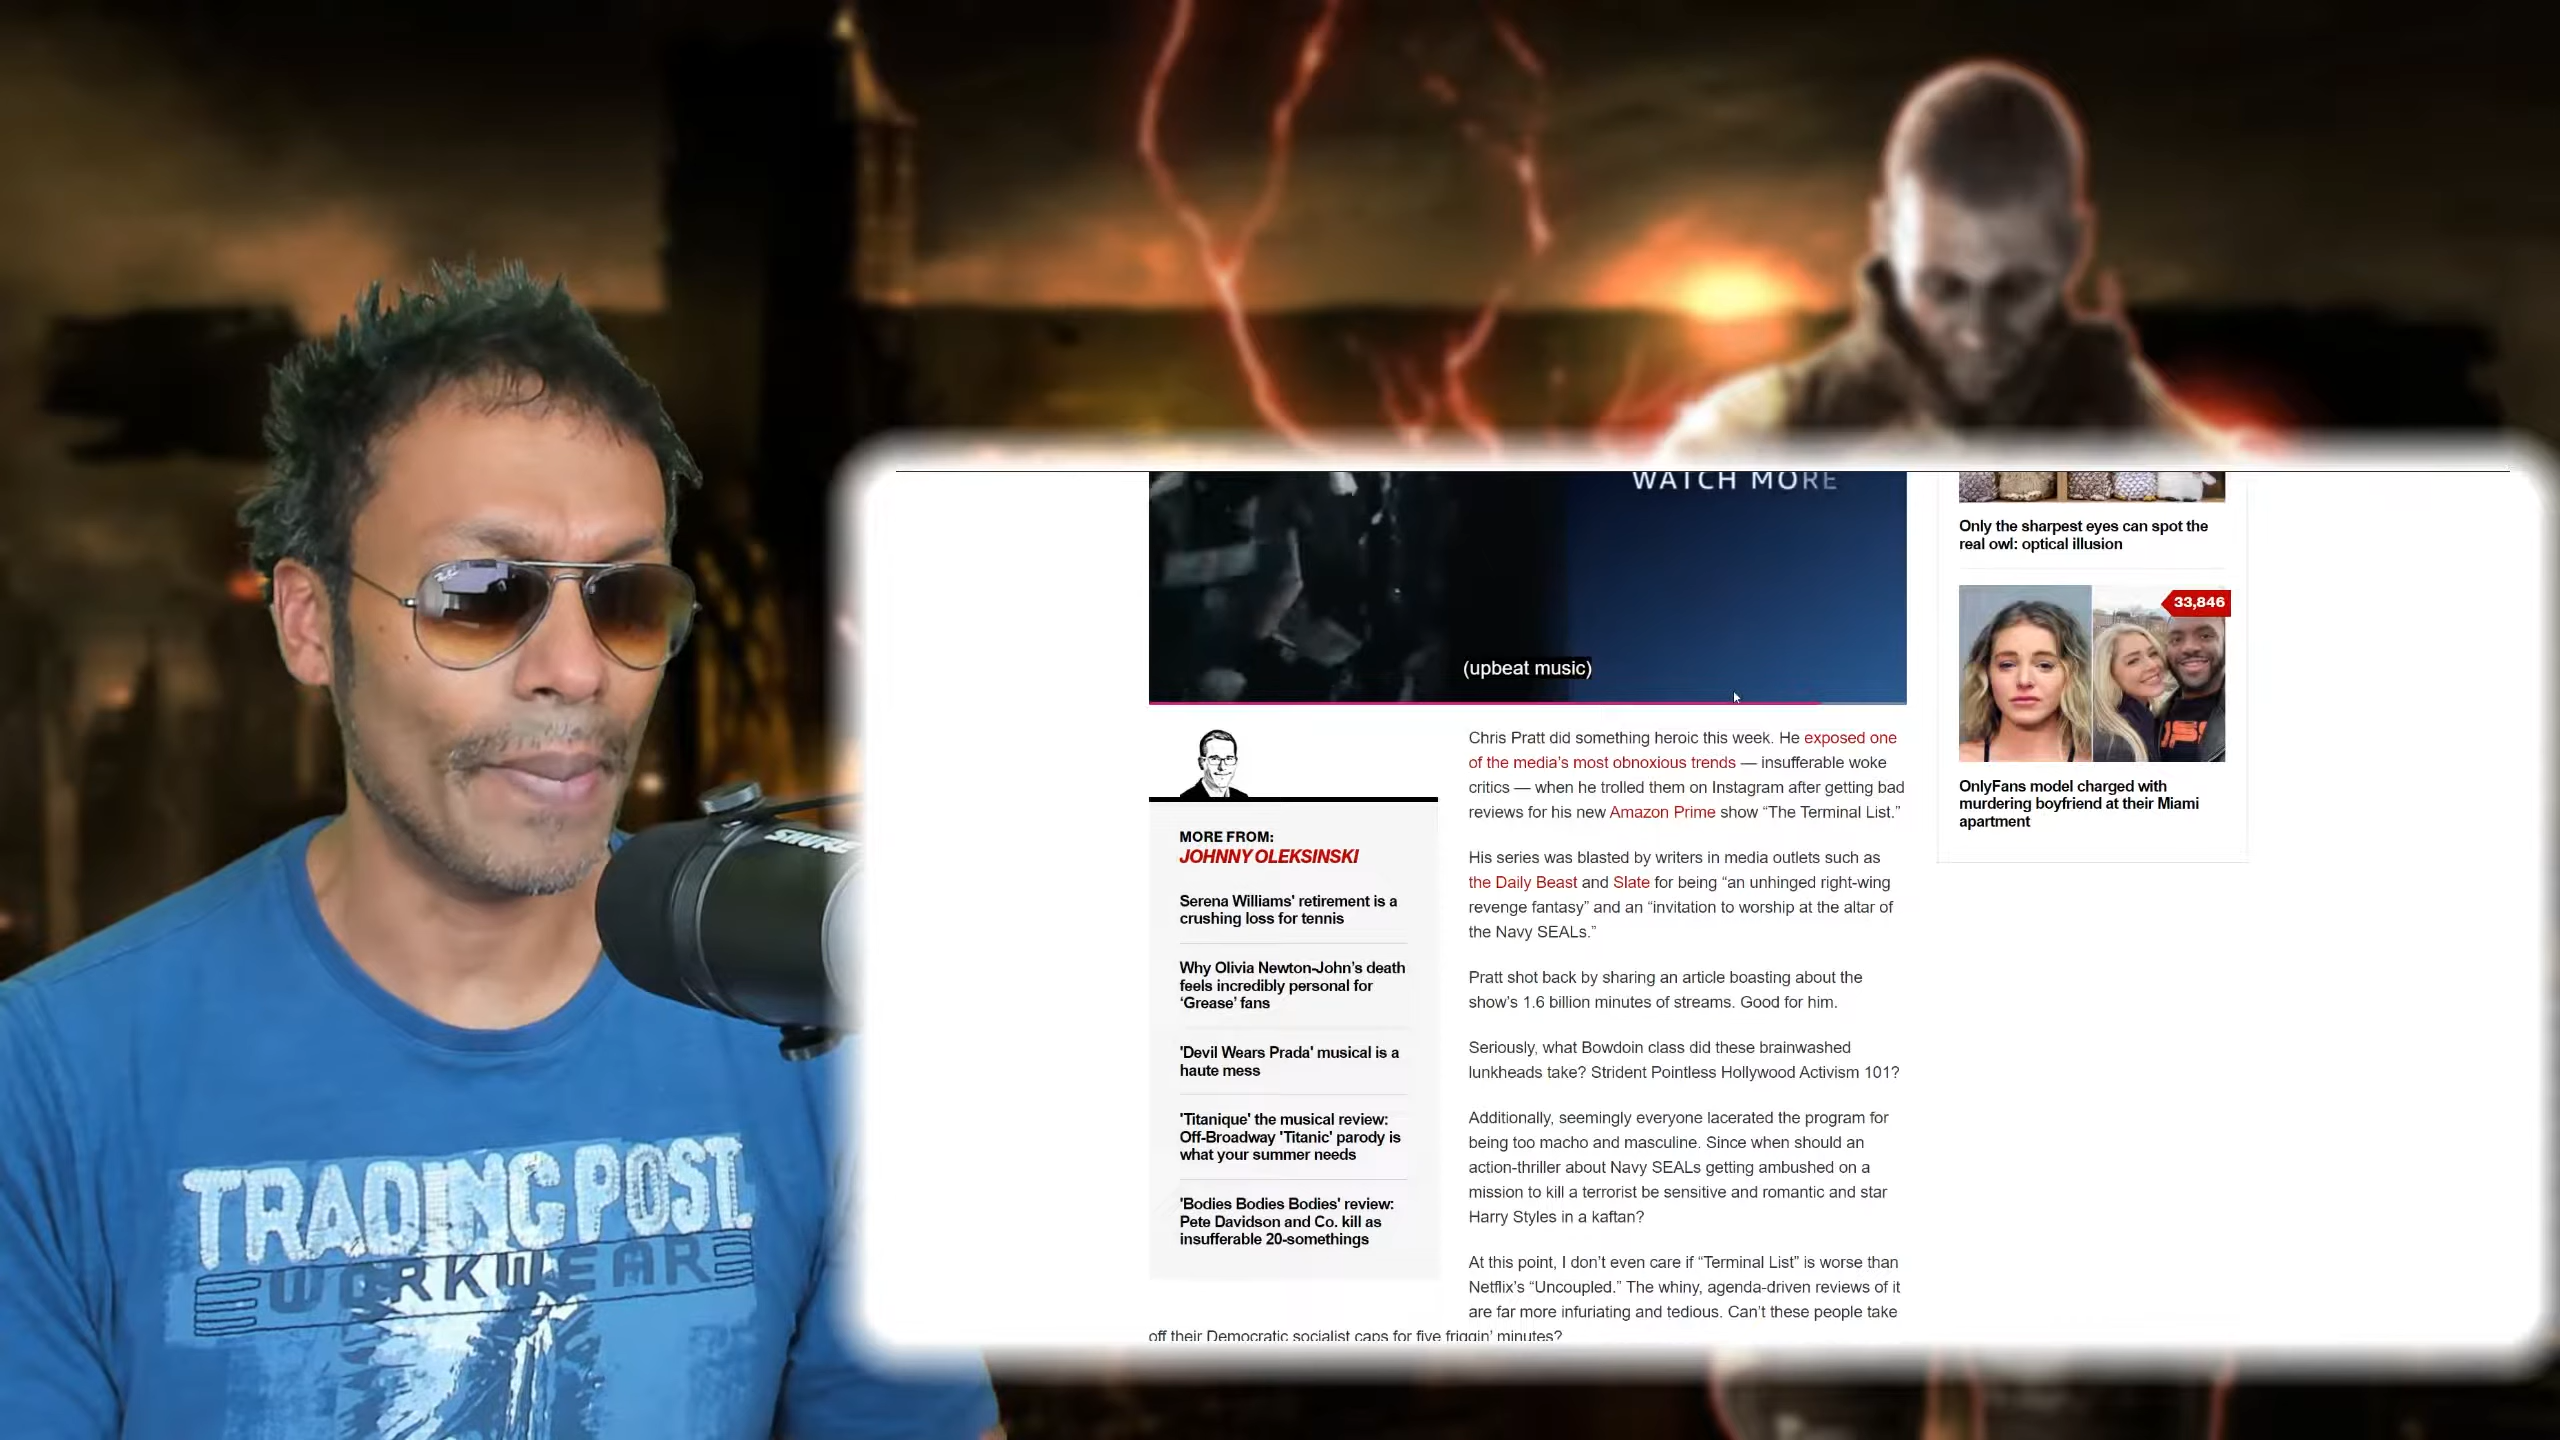 WATCH MORE
(upbeat music)
Only the sharpest eyes can spot the
real owl: optical illusion
33,846
OnlyFans model charged with
murdering boyfriend at their Miami
apartment
MORE FROM:
JOHNNY OLEKSINSKI
Serena Williams' retirement is a
crushing loss for tennis
Why Olivia Newton-John's death
feels incredibly personal for
‘Grease’ fans
'Devil Wears Prada' musical is a
haute mess
'Titanique' the musical review:
Off-Broadway 'Titanic' parody is
what your summer needs
'Bodies Bodies Bodies' review:
Pete Davidson and Co. kill as
insufferable 20-somethings
Chris Pratt did something heroic this week. He exposed one
of the media’s most obnoxious trends — insufferable woke
critics — when he trolled them on Instagram after getting bad
reviews for his new Amazon Prime show “The Terminal List.”
His series was blasted by writers in media outlets such as
the Daily Beast and Slate for being “an unhinged right-wing
revenge fantasy” and an “invitation to worship at the altar of
the Navy SEALs.”
Pratt shot back by sharing an article boasting about the
show’s 1.6 billion minutes of streams. Good for him.
Seriously, what Bowdoin class did these brainwashed
lunkheads take? Strident Pointless Hollywood Activism 101?
Additionally, seemingly everyone lacerated the program for
being too macho and masculine. Since when should an
action-thriller about Navy SEALs getting ambushed on a
mission to kill a terrorist be sensitive and romantic and star
Harry Styles in a kaftan?
At this point, I don’t even care if “Terminal List” is worse than
Netflix’s “Uncoupled.” The whiny, agenda-driven reviews of it
are far more infuriating and tedious. Can’t these people take
off their Democratic socialist caps for five friggin’ minutes?
SHURE
TRADING POST
WORKWEAR
Ray-Ban